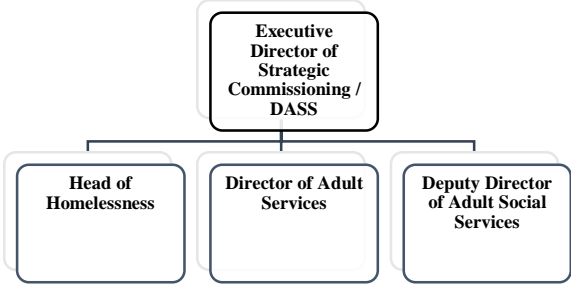 Executive
Director of
Strategic
Commissioning /
DASS
Head of
Homelessness
Director of Adult
Services
Deputy Director
of Adult Social
Services